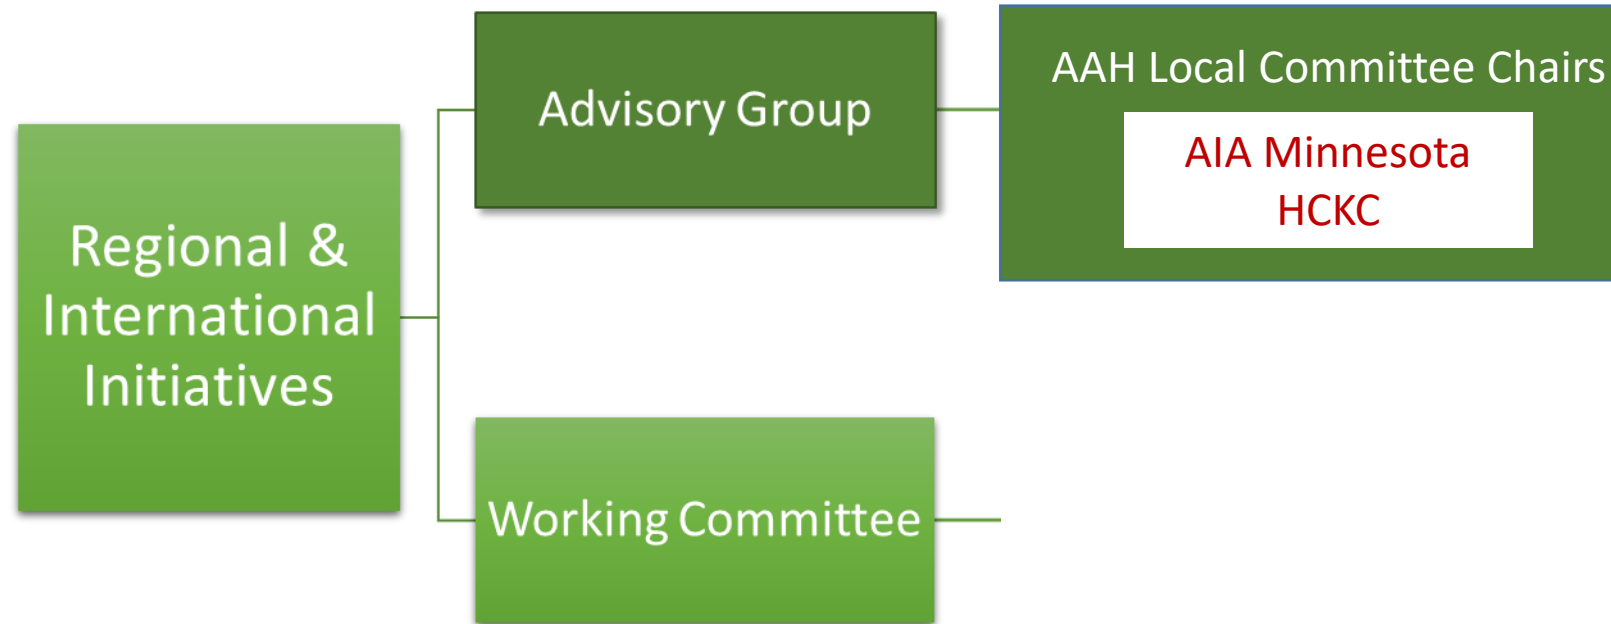 Regional &
International
Initiatives
Advisory Group
AAH Local Committee Chairs
AIA Minnesota
HCKC
Working Committee